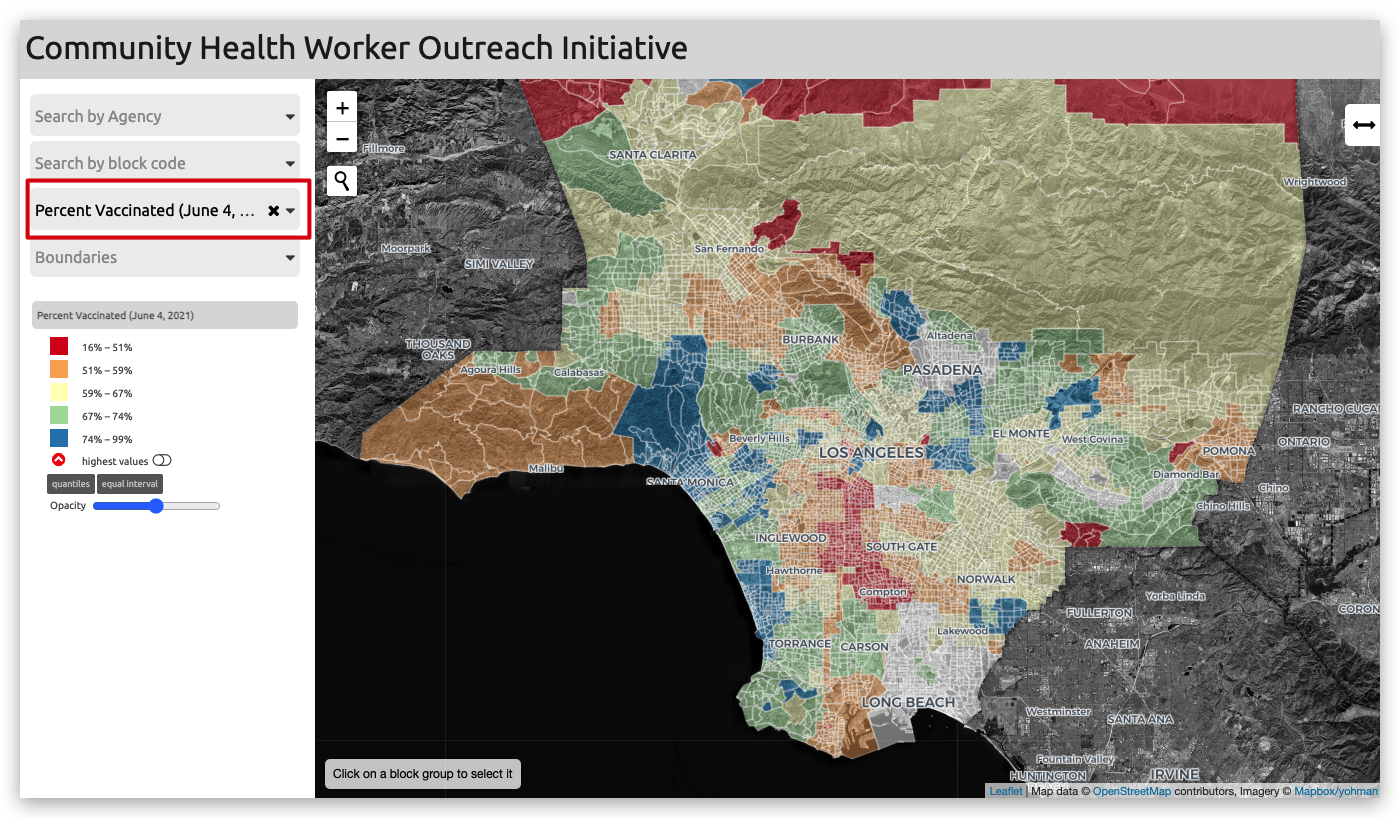 Community Health Worker Outreach Initiative
Search by Agency
Search by block code
Percent Vaccinated (June 4, ...
Boundaries
Percent Vaccinated (June 4, 2021)
16% – 51%
51% – 59%
59% – 67%
67% – 74%
74% – 99%
highest values
quantiles equal interval
Opacity
+
−
Fillmore
SANTA CLARITA
Wrightwood
Moorpark
SIMI VALLEY
San Fernando
THOUSAND
OAKS
Agoura Hills
Calabasas
BURBANK
Altadena
PASADENA
RANCHO CUCA
Beverly Hills
LOS ANGELES
EL MONTE
West Covina
ONTARIO
POMONA
Malibu
SANTA MONICA
Diamond Bar
Chino
Chino Hills
INGLEWOOD
SOUTH GATE
Hawthorne
NORWALK
Compton
Yorba Linda
CORON
FULLERTON
Lakewood
TORRANCE
CARSON
ANAHEIM
LONG BEACH
Westminster
SANTA ANA
Fountain Valley
HUNTINGTON
IRVINE
Click on a block group to select it
Leaflet | Map data © OpenStreetMap contributors, Imagery © Mapbox/yohman